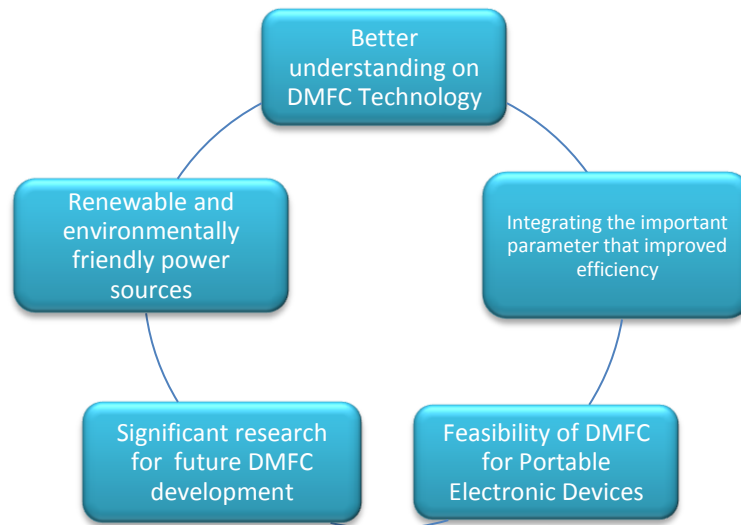 Better
understanding on
DMFC Technology
Integrating the important
parameter that improved
efficiency
Feasibility of DMFC
for Portable
Electronic Devices
Significant research
for future DMFC
development
Renewable and
environmentally
friendly power
sources